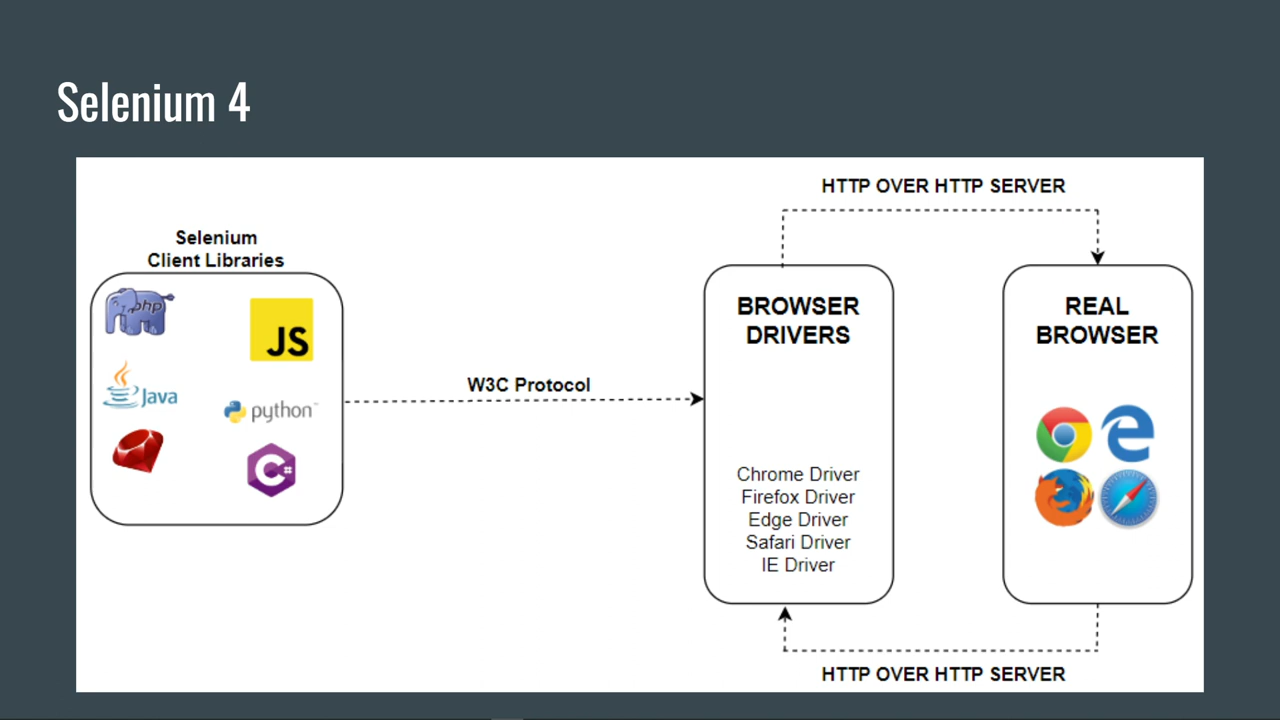 Selenium 4
HTTP OVER HTTP SERVER
Selenium
Client Libraries
php
JS
Java
python
C#
W3C Protocol
BROWSER
DRIVERS
Chrome Driver
Firefox Driver
Edge Driver
Safari Driver
IE Driver
REAL
BROWSER
HTTP OVER HTTP SERVER